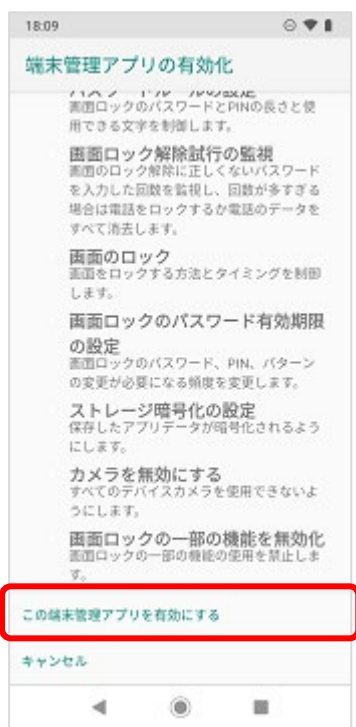 18:09
端末管理アプリの有効化
パスワードルールの設定
画面ロックのパスワードとPINの長さと使
用できる文字を制御します。
画面ロック解除試行の監視
画面のロック解除に正しくないパスワード
を入力した回数を監視し、回数が多すぎる
場合は電話をロックするか電話のデータを
すべて消去します。
画面のロック
画面をロックする方法とタイミングを制御
します。
画面ロックのパスワード有効期限
の設定
画面ロックのパスワード、PIN、パターン
の変更が必要になる頻度を変更します。
ストレージ暗号化の設定
保存したアプリデータが暗号化されるよう
にします。
カメラを無効にする
すべてのデバイスカメラを使用できないよ
うにします。
画面ロックの一部の機能を無効化
画面ロックの一部の機能の使用を禁止しま
す。
この端末管理アプリを有効にする
キャンセル